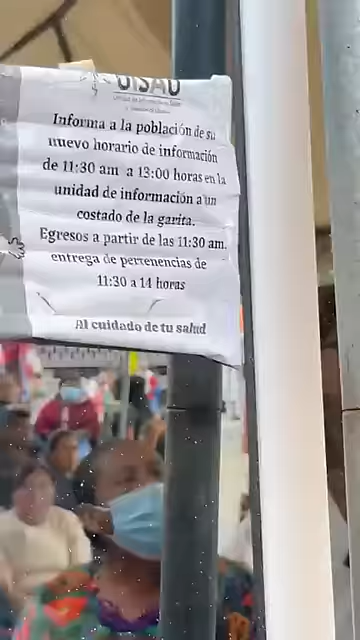 UISAU
Informa a la población de su
nuevo horario de información
de 11:30 am a 13:00 horas en la
unidad de información a un
costado de la garita.
Egresos a partir de las 11:30 am.
entrega de pertenencias de
11:30 a 14 horas
Al cuidado de tu salud